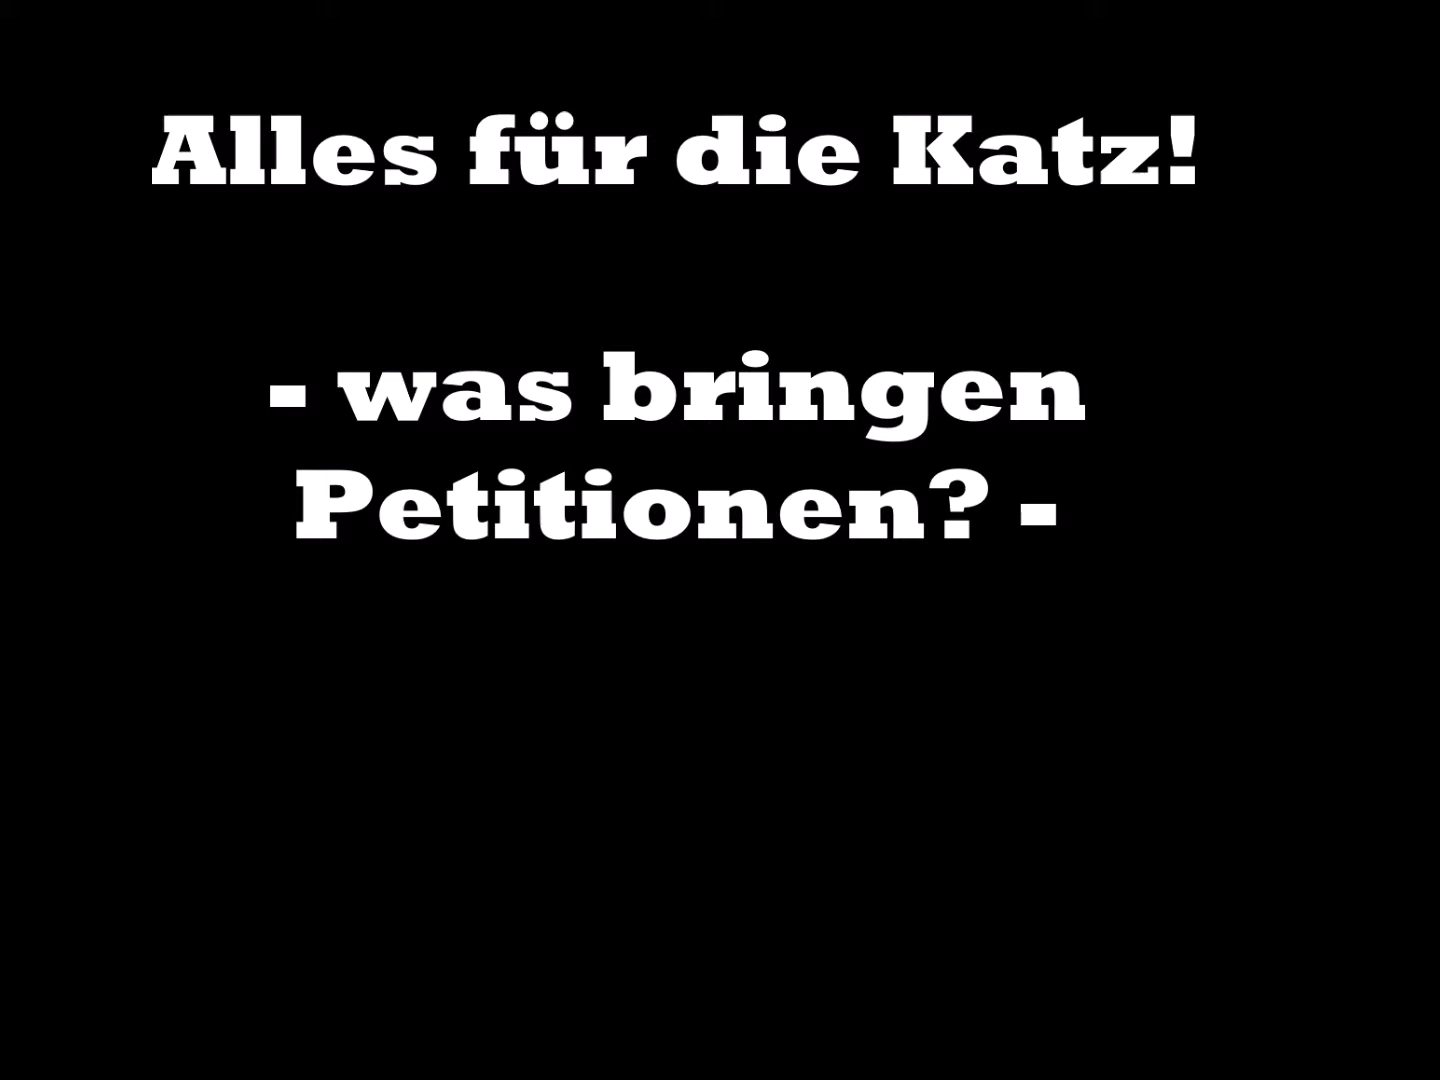 Alles für die Katz!
- was bringen
Petitionen? -